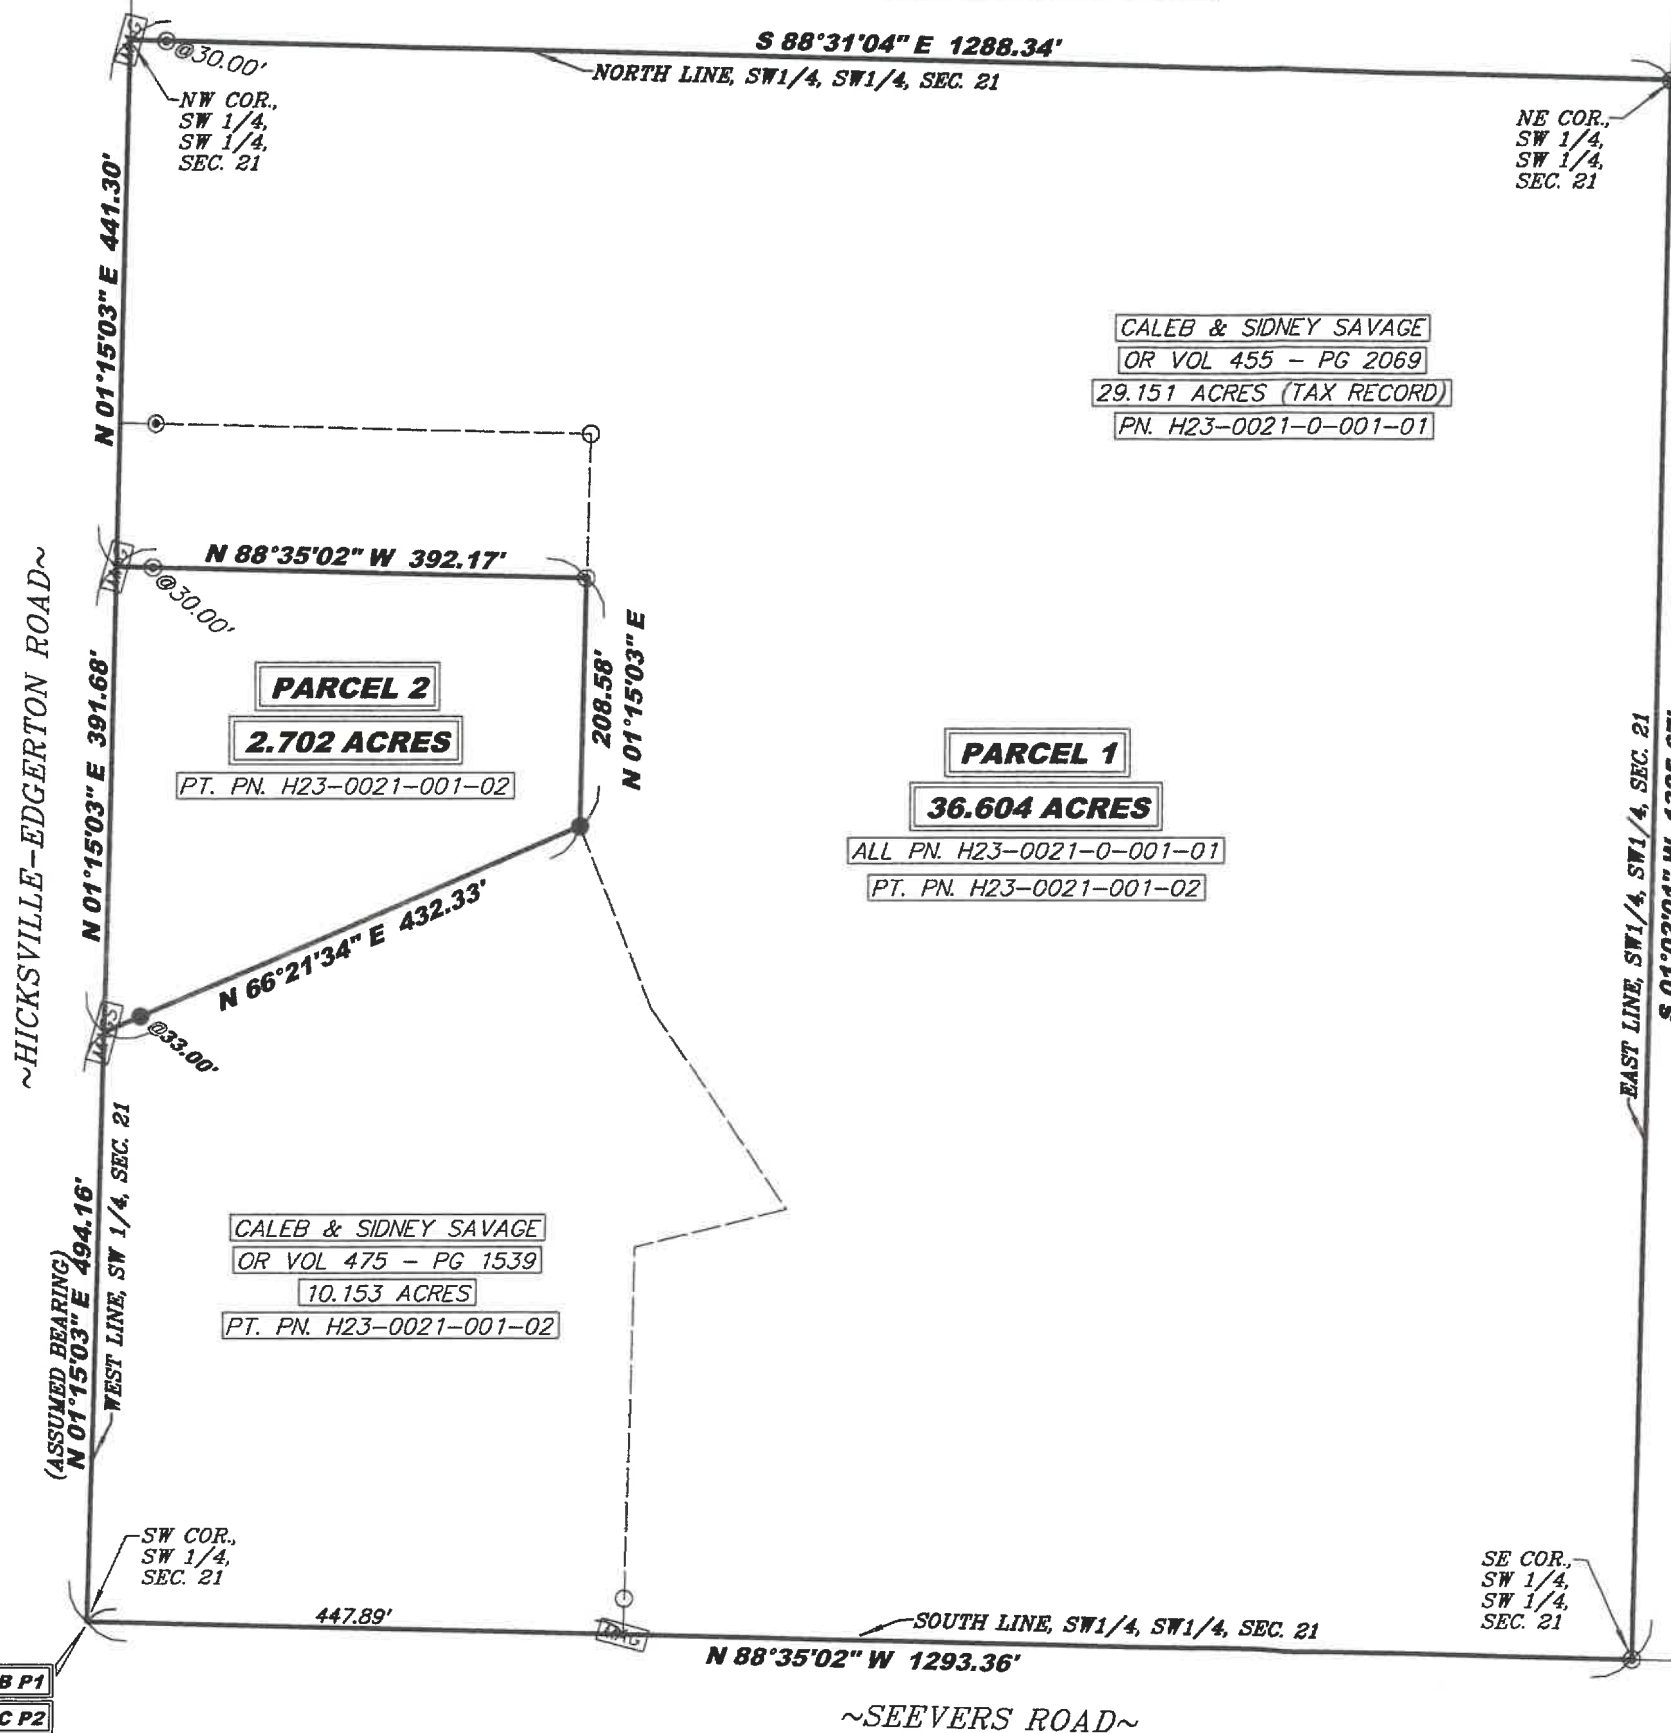 S 88°31'04" E 1288.34'
@30.00'
NORTH LINE, SW1/4, SW1/4, SEC. 21
NW COR.,
SW 1/4,
SW 1/4,
SEC. 21
NE COR.,
SW 1/4,
SW 1/4,
SEC. 21
N 01°15'03" E 441.30'
CALEB & SIDNEY SAVAGE
OR VOL 455 - PG 2069
29.151 ACRES (TAX RECORD)
PN. H23-0021-0-001-01
N 88°35'02" W 392.17'
@30.00'
~HICKSVILLE-EDGERTON ROAD~
N 01°15'03" E 391.68'
PARCEL 2
2.702 ACRES
PT. PN. H23-0021-001-02
208.58'
N 01°15'03" E
PARCEL 1
36.604 ACRES
ALL PN. H23-0021-0-001-01
PT. PN. H23-0021-001-02
EAST LINE, SW1/4, SW1/4, SEC. 21
N 66°21'34" E 432.33'
MAGS
@33.00'
WEST LINE, SW 1/4, SEC. 21
(ASSUMED BEARING)
N 01°15'03" E 494.16'
CALEB & SIDNEY SAVAGE
OR VOL 475 - PG 1539
10.153 ACRES
PT. PN. H23-0021-001-02
SW COR.,
SW 1/4,
SEC. 21
SE COR.,
SW 1/4,
SW 1/4,
SEC. 21
447.89'
MAG
SOUTH LINE, SW1/4, SW1/4, SEC. 21
N 88°35'02" W 1293.36'
B P1
C P2
~SEEVERS ROAD~